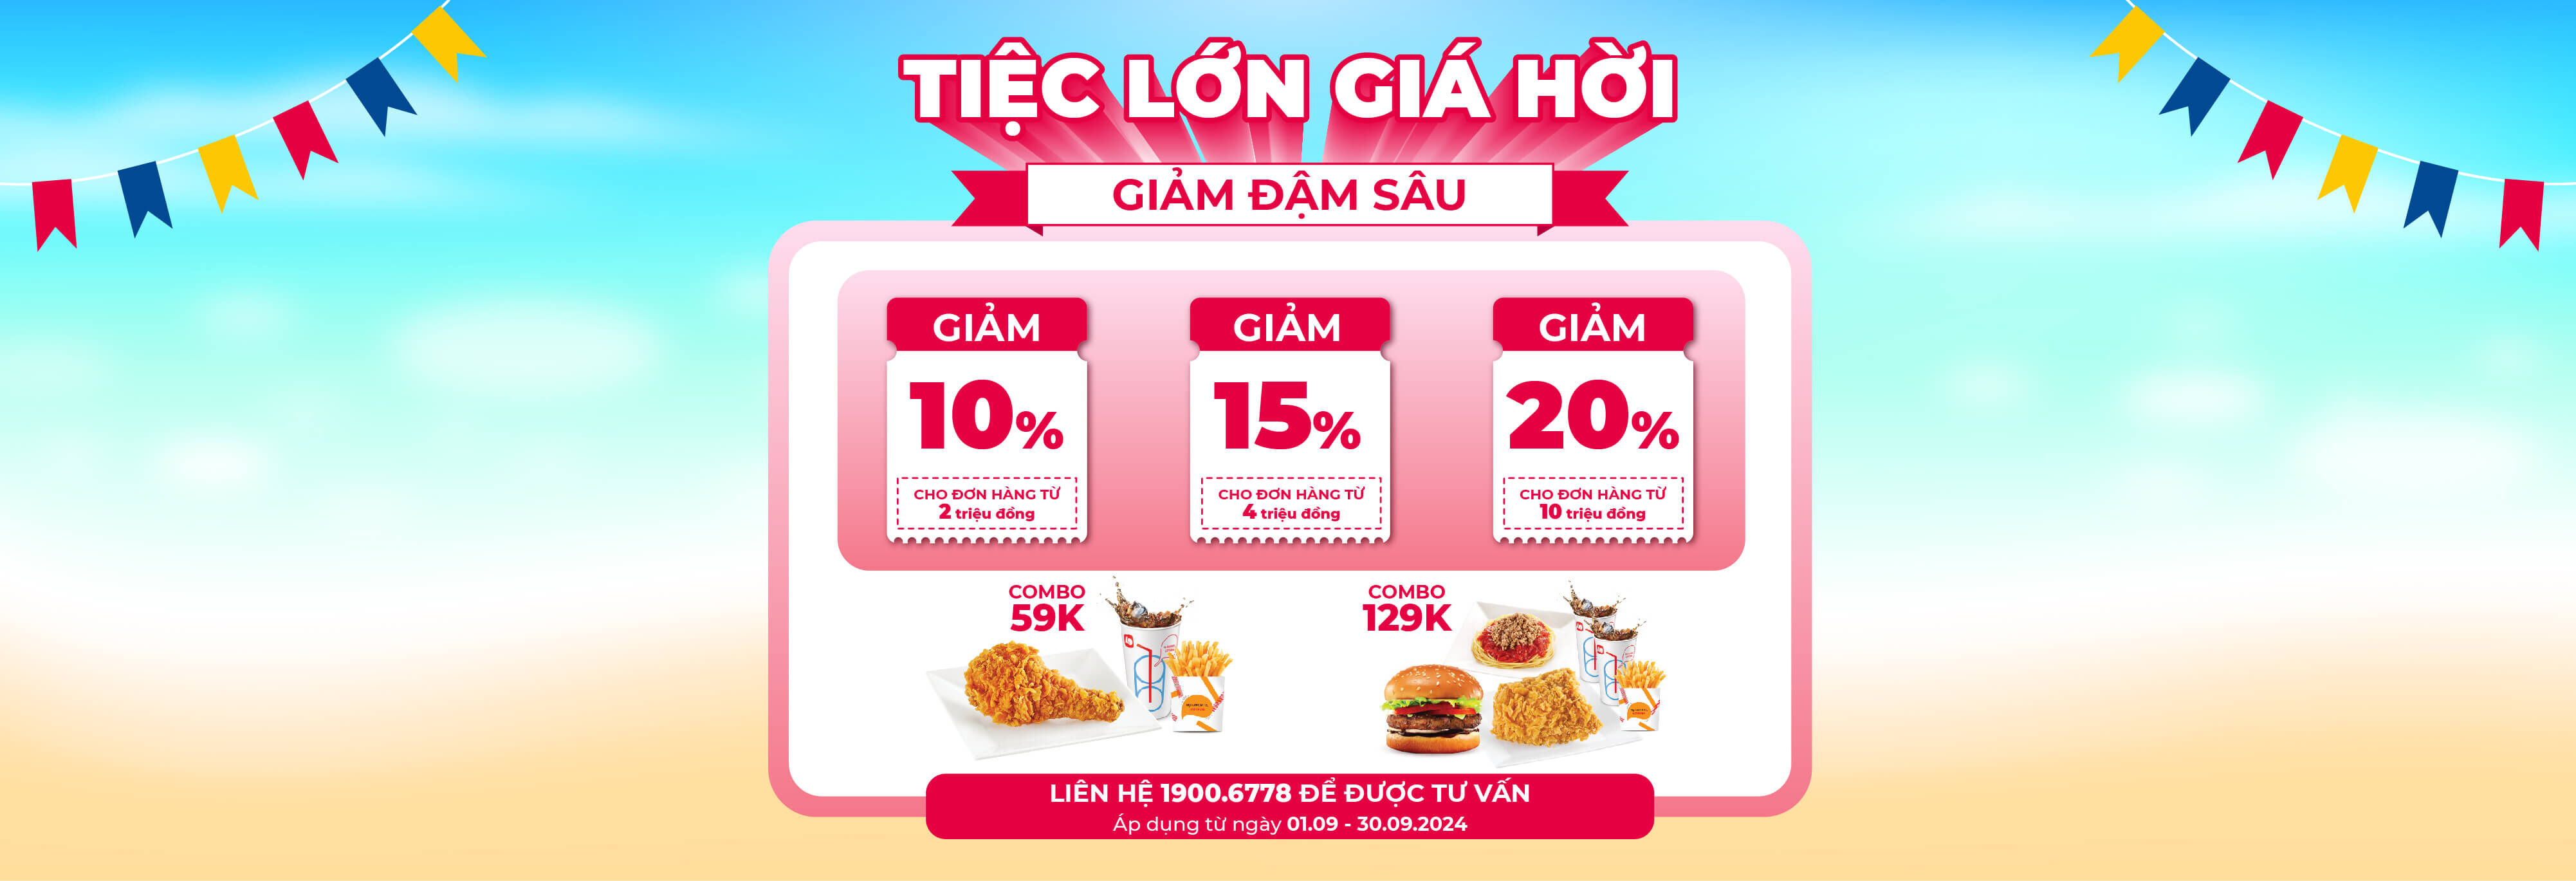 TIỆC LỚN GIÁ HỜI
GIẢM ĐẬM SÂU
GIẢM
10%
CHO ĐƠN HÀNG TỪ
2 triệu đồng
GIẢM
15%
CHO ĐƠN HÀNG TỪ
4 triệu đồng
GIẢM
20%
CHO ĐƠN HÀNG TỪ
10 triệu đồng
COMBO
59K
COMBO
129K
LIÊN HỆ 1900.6778 ĐỂ ĐƯỢC TƯ VẤN
Áp dụng từ ngày 01.09 - 30.09.2024